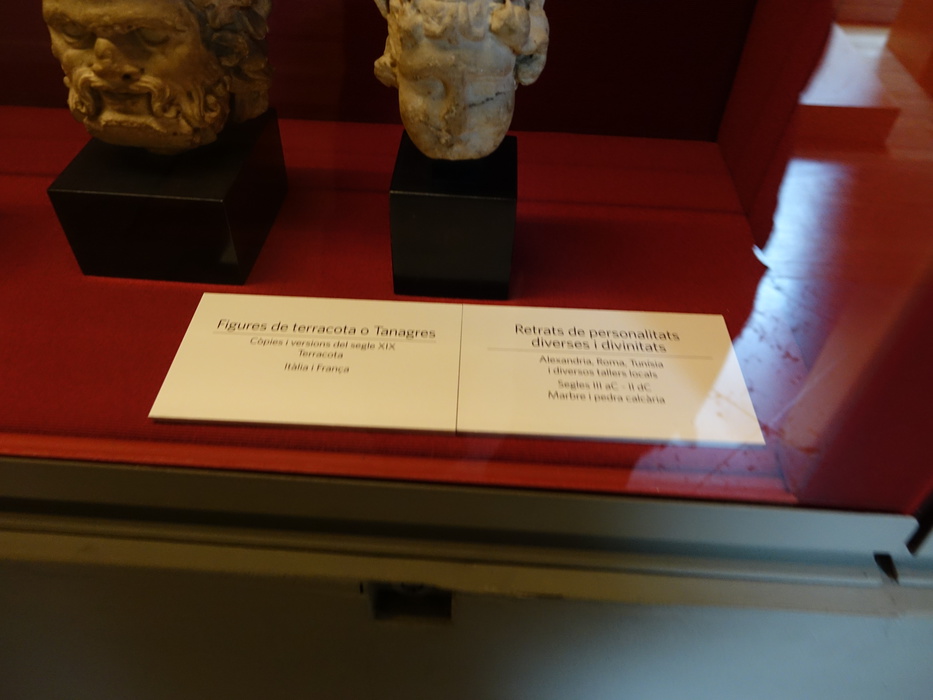 Figures de terracota o Tanagres
Còpies i versions del segle XIX
Terracota
Itàlia i França
Retrats de personalitats
diverses i divinitats
Alexandria, Roma, Tunísia
i diversos tallers locals
Segles III aC - II dC
Marbre i pedra calcària